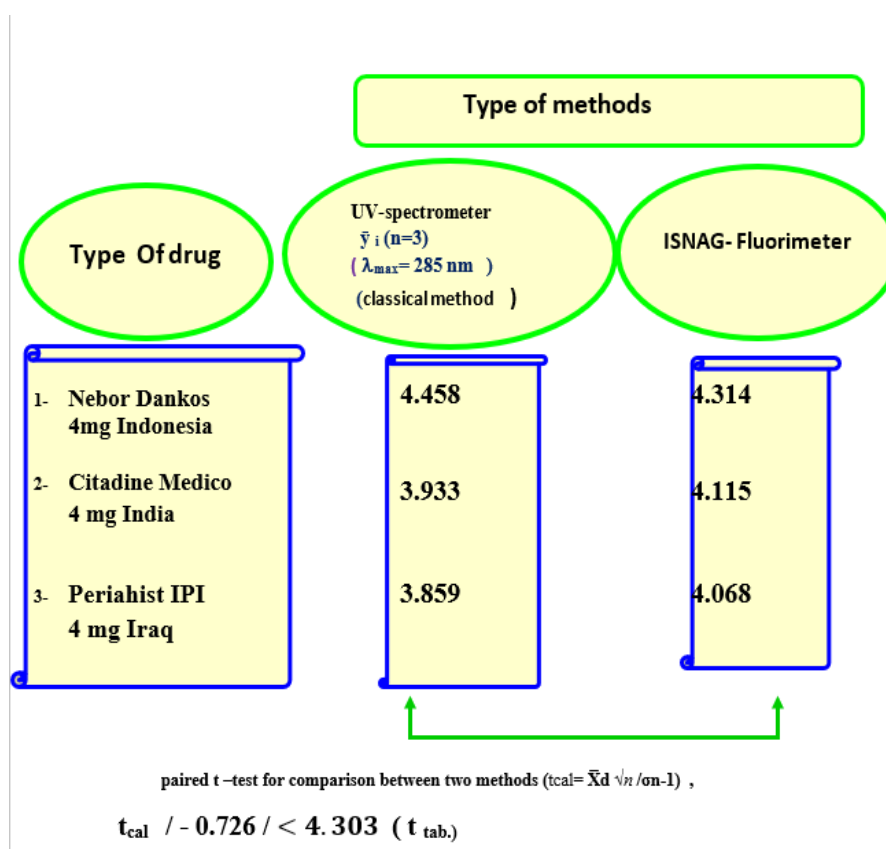 Type of methods
Type Of drug
UV-spectrometer
ȳ i (n=3)
( λmax= 285 nm )
(classical method )
ISNAG- Fluorimeter
1- Nebor Dankos
4mg Indonesia
4.458
4.314
2- Citadine Medico
4 mg India
3.933
4.115
3- Periahist IPI
4 mg Iraq
3.859
4.068
paired t –test for comparison between two methods (tcal= X̄d √n /σn-1) ,
tcal / - 0.726 / < 4.303 ( t tab.)